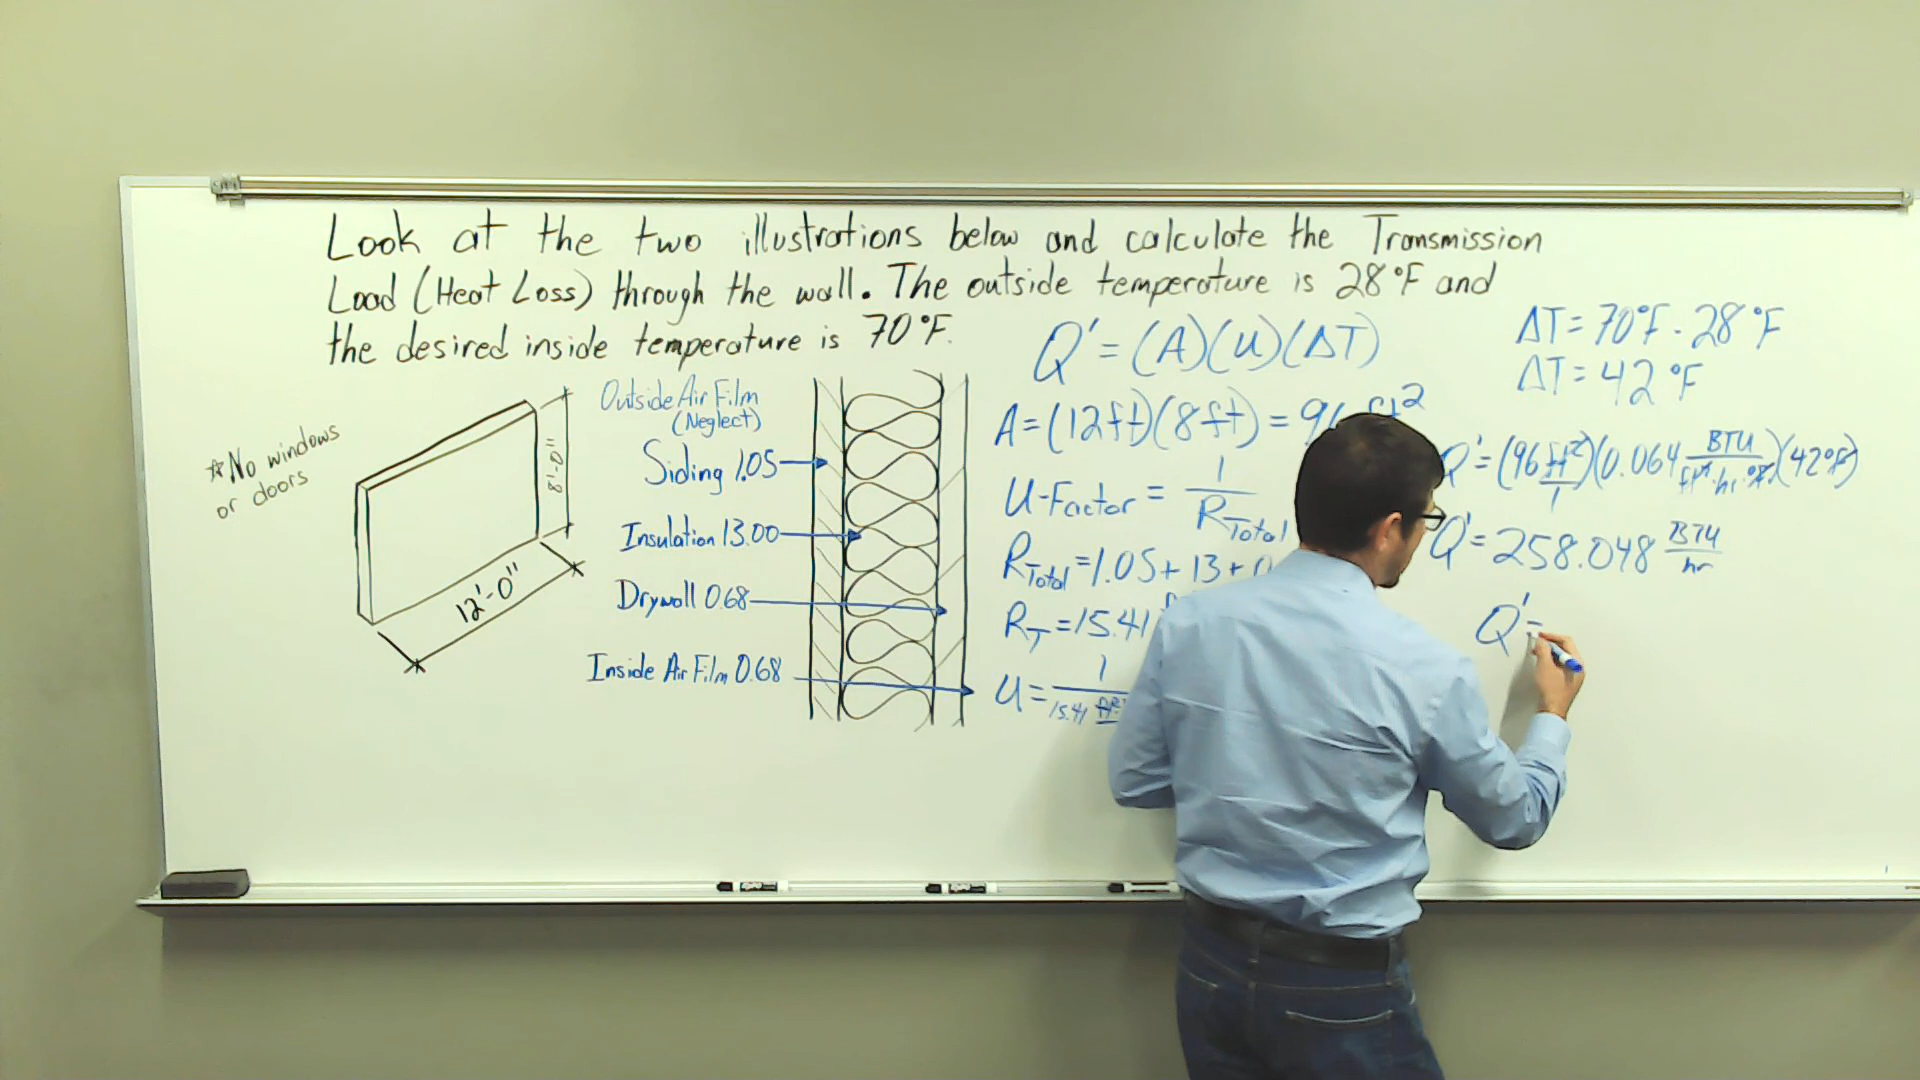 Look at the two illustrations below and calculate the Transmission
Load (Heat Loss) through the wall. The outside temperature is 28°F and
the desired inside temperature is 70°F.
*No windows
or doors
8'-0"
12'-0"
Outside Air Film
(Neglect)
Siding 1.05
Insulation 13.00
Drywall 0.68
Inside Air Film 0.68
Q' = (A)(U)(ΔT)
A = (12ft)(8ft) = 96 ft²
U-Factor = 1/R_Total
R_Total = 1.05 + 13 + 0
R_T = 15.41
U = 1/15.41 ft²
ΔT = 70°F - 28°F
ΔT = 42°F
Q' = (96 ft²/1)(0.064 BTU/ft²·hr·°F)(42°F)
Q' = 258.048 BTU/hr
Q' =